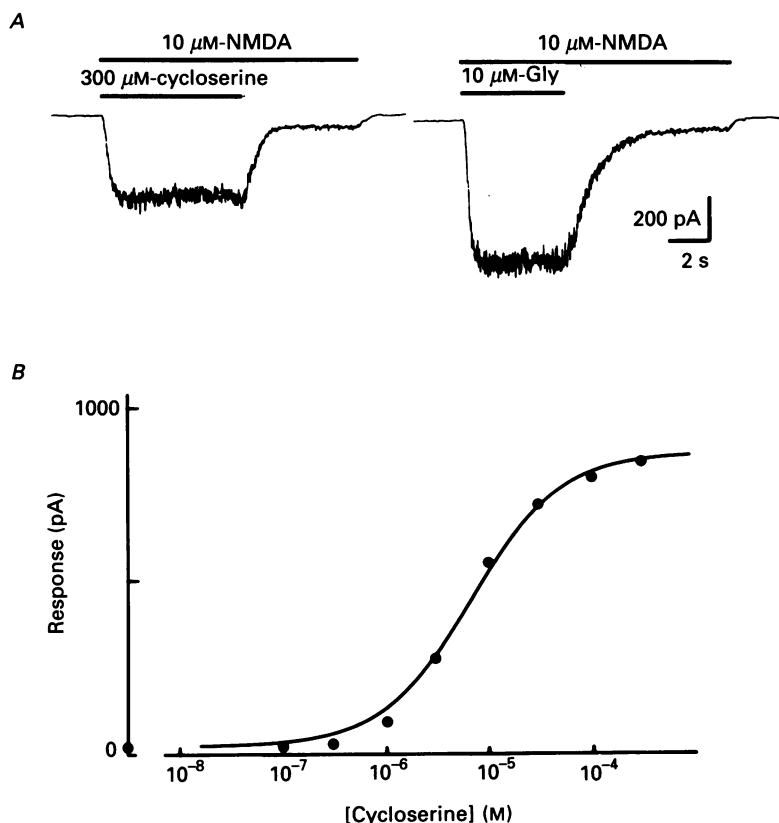 A
10 μM-NMDA
300 μM-cycloserine
10 μM-NMDA
10 μM-Gly
200 pA
2 s
B
1000
Response (pA)
0
10⁻⁸
10⁻⁷
10⁻⁶
10⁻⁵
10⁻⁴
[Cycloserine] (M)